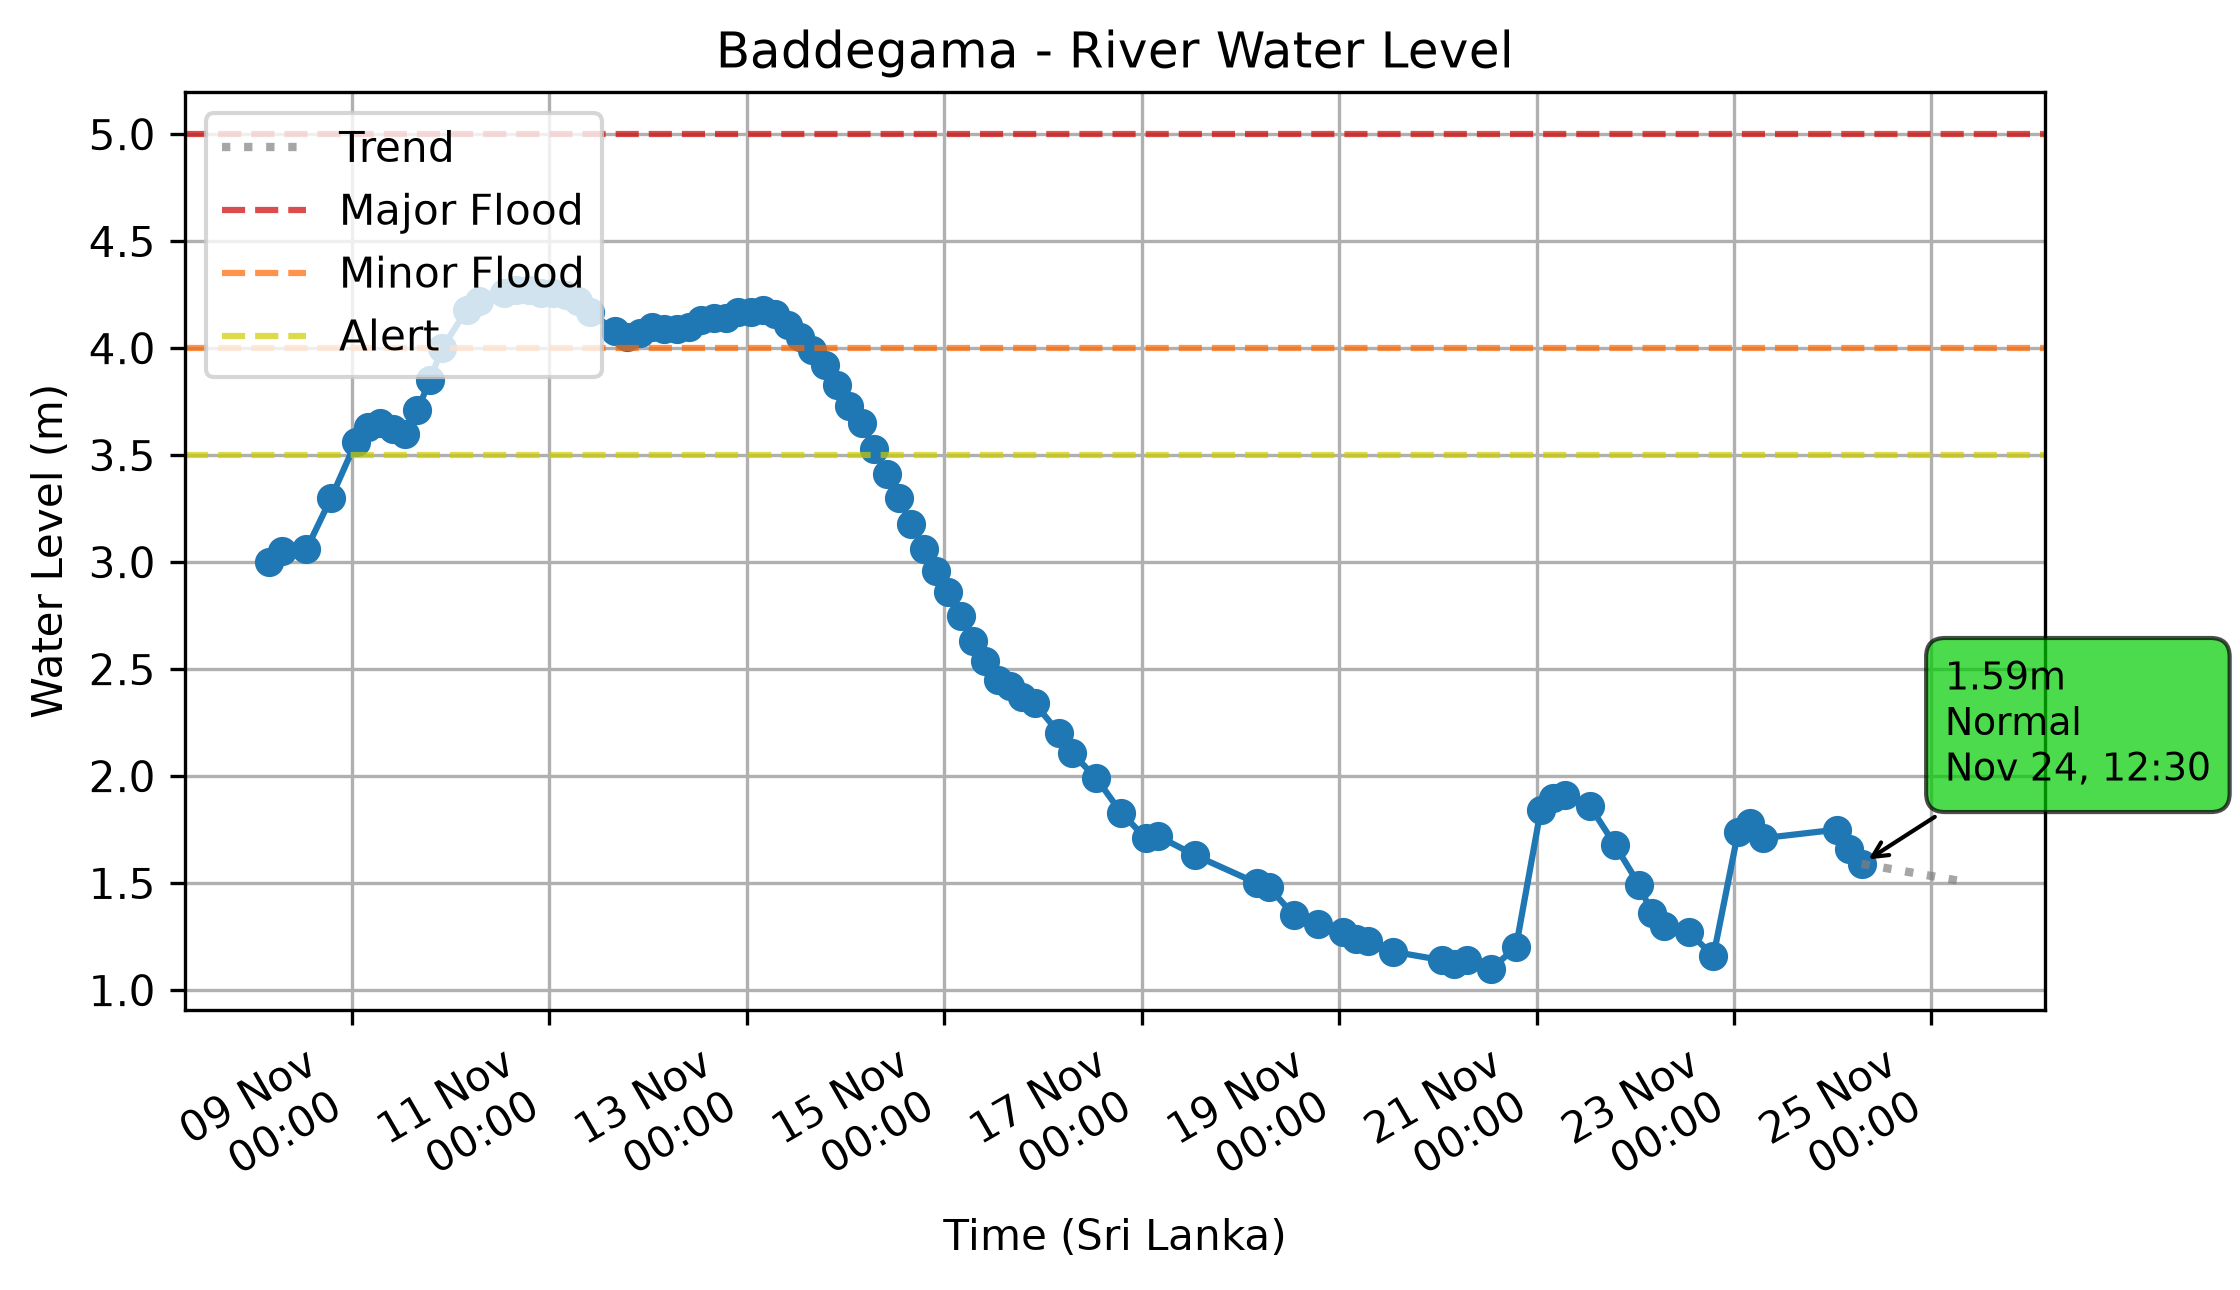 Baddegama - River Water Level
Trend
Major Flood
Minor Flood
Alert
5.0
4.5
4.0
3.5
3.0
2.5
2.0
1.5
1.0
Water Level (m)
1.59m
Normal
Nov 24, 12:30
09 Nov
00:00
11 Nov
00:00
13 Nov
00:00
15 Nov
00:00
17 Nov
00:00
19 Nov
00:00
21 Nov
00:00
23 Nov
00:00
25 Nov
00:00
Time (Sri Lanka)